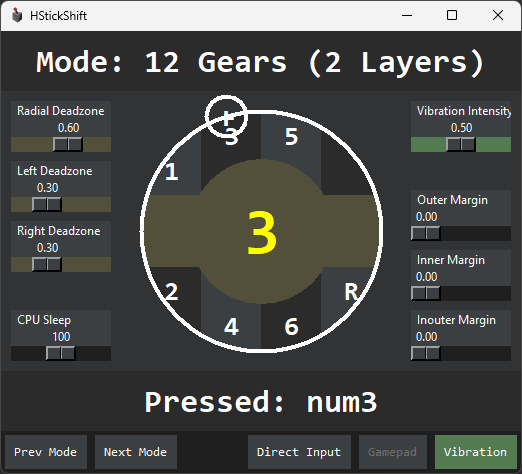 HStickShift
Mode: 12 Gears (2 Layers)
Radial Deadzone
0.60
Left Deadzone
0.30
Right Deadzone
0.30
CPU Sleep
100
3
5
1
3
2
R
4
6
Vibration Intensity
0.50
Outer Margin
0.00
Inner Margin
0.00
Inouter Margin
0.00
Pressed: num3
Prev Mode
Next Mode
Direct Input
Gamepad
Vibration